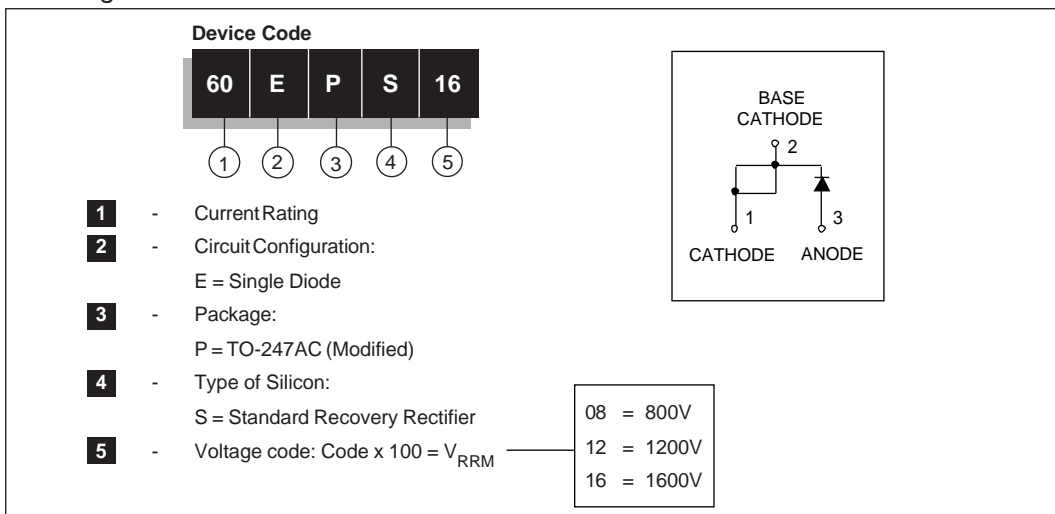 Device Code
60 E P S 16
1 2 3 4 5
1 - Current Rating
2 - Circuit Configuration:
E = Single Diode
3 - Package:
P = TO-247AC (Modified)
4 - Type of Silicon:
S = Standard Recovery Rectifier
5 - Voltage code: Code x 100 = VRRM
08 = 800V
12 = 1200V
16 = 1600V
BASE
CATHODE
2
1 3
CATHODE ANODE